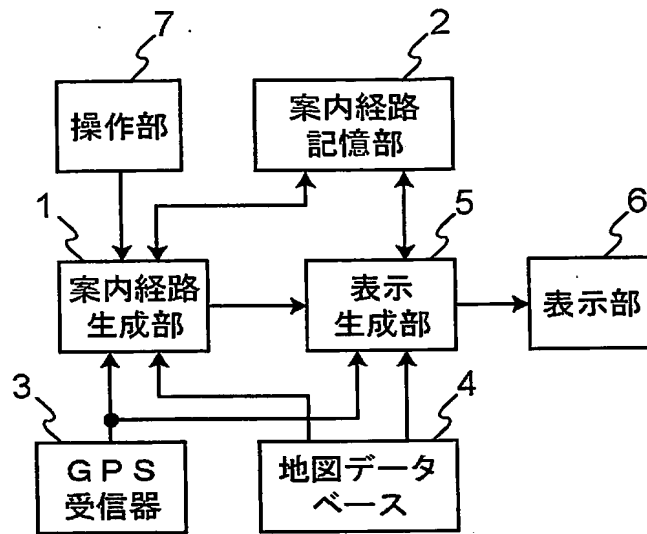 7
操作部
2
案内経路
記憶部
1
案内経路
生成部
5
表示
生成部
6
表示部
3
GPS
受信器
4
地図データ
ベース